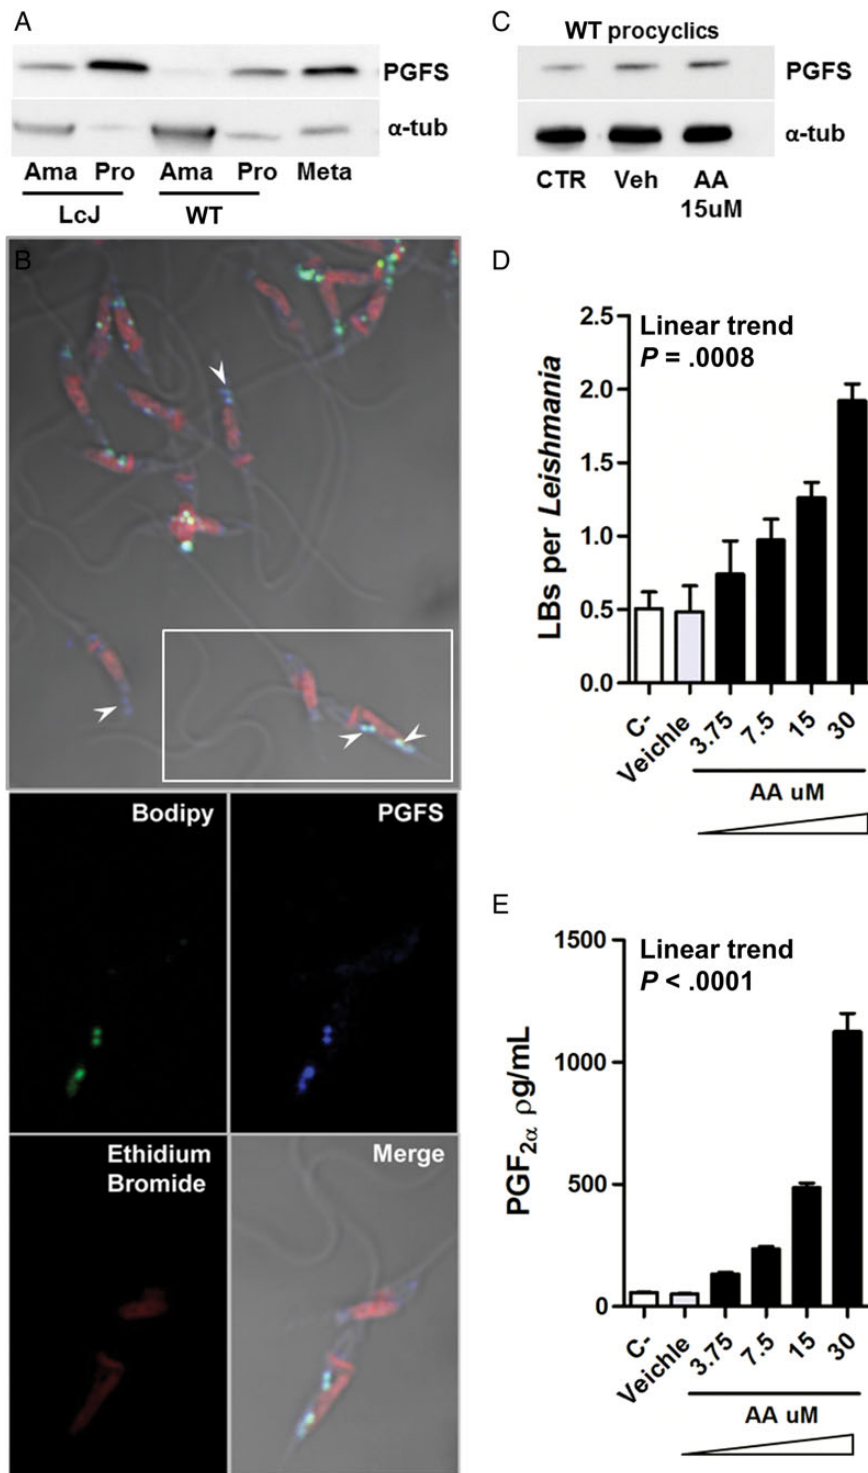 A
PGFS
α-tub
Ama Pro Ama Pro Meta
LcJ WT
B
Bodipy
PGFS
Ethidium
Bromide
Merge
C
WT procyclics
PGFS
α-tub
CTR Veh AA
15uM
D
Linear trend
P = .0008
LBs per Leishmania
2.5
2.0
1.5
1.0
0.5
0.0
C-
Veichle
3.75
7.5
15
30
AA uM
E
Linear trend
P < .0001
PGF2α ρg/mL
1500
1000
500
0
C-
Veichle
3.75
7.5
15
30
AA uM